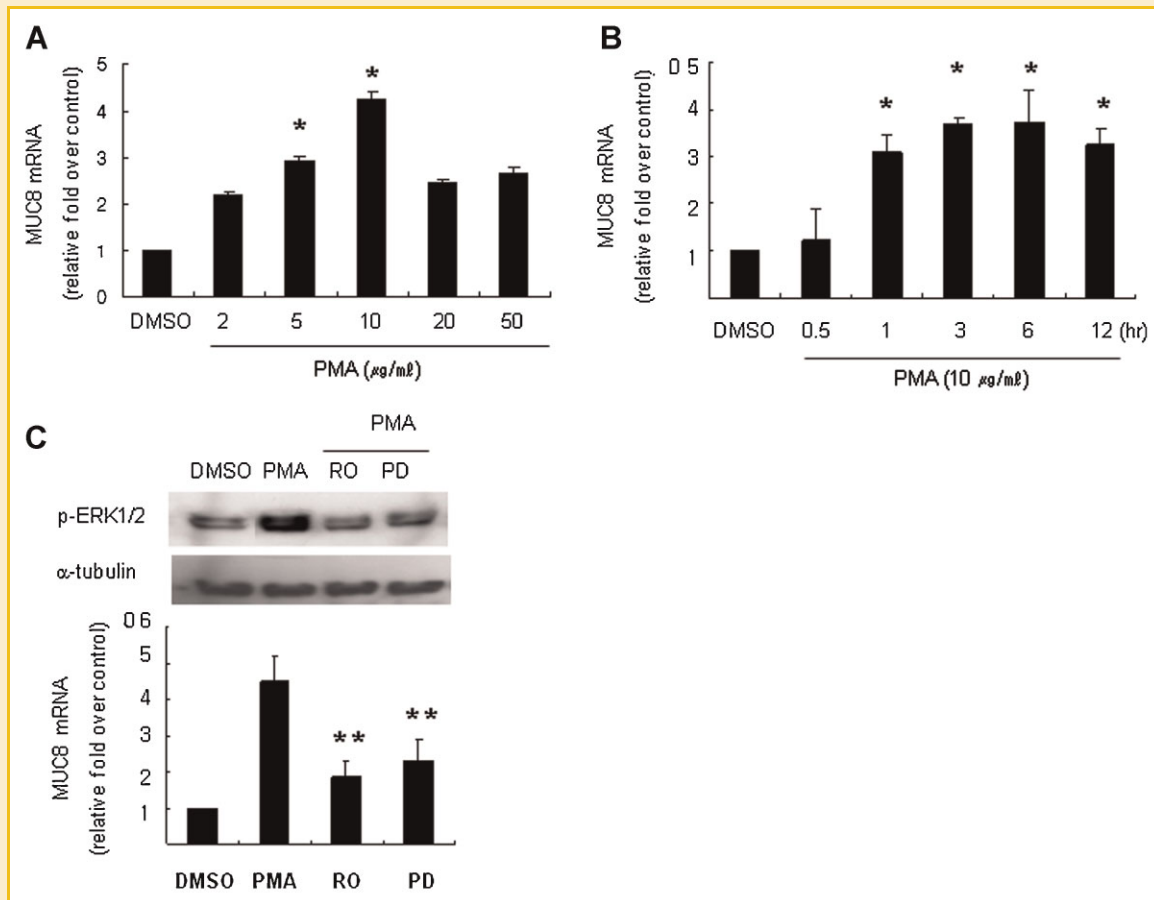 A
MUC8 mRNA
(relative fold over control)
5
4
3
2
1
0
*
*
DMSO 2 5 10 20 50
PMA (μg/mℓ)
B
MUC8 mRNA
(relative fold over control)
0 5
4
3
2
1
* * * *
DMSO 0.5 1 3 6 12 (hr)
PMA (10 μg/mℓ)
C
PMA
DMSO PMA RO PD
p-ERK1/2
α-tubulin
MUC8 mRNA
(relative fold over control)
0 6
5
4
3
2
1
** **
DMSO PMA RO PD